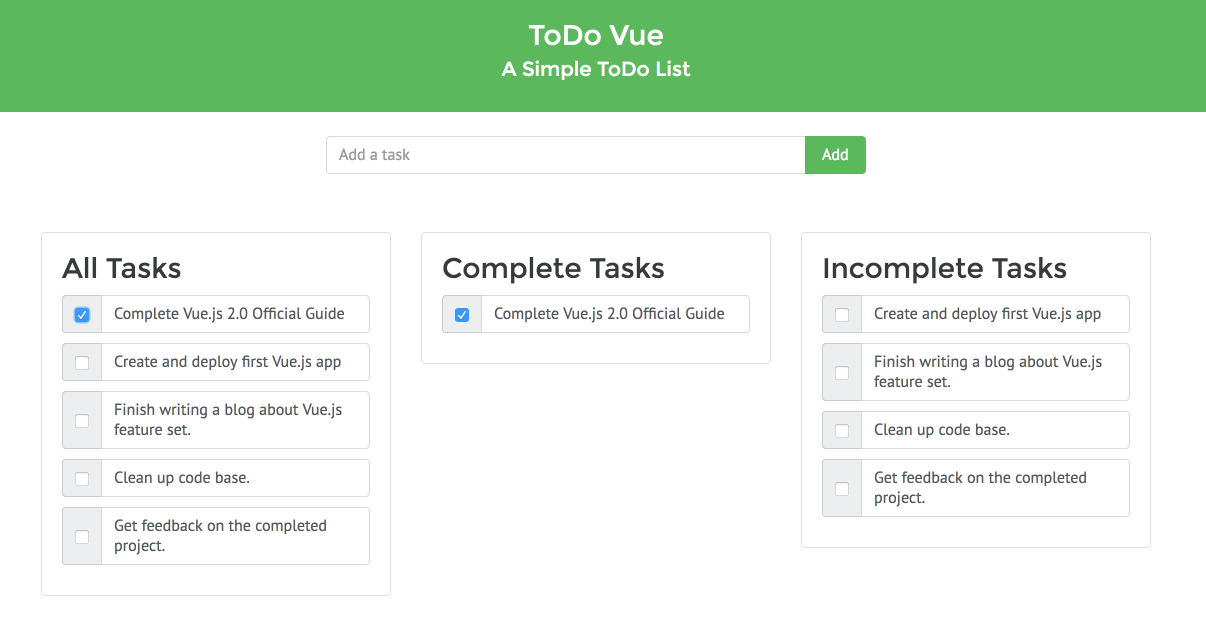 ToDo Vue
A Simple ToDo List
Add a task
Add
All Tasks
Complete Vue.js 2.0 Official Guide
Create and deploy first Vue.js app
Finish writing a blog about Vue.js
feature set.
Clean up code base.
Get feedback on the completed
project.
Complete Tasks
Complete Vue.js 2.0 Official Guide
Incomplete Tasks
Create and deploy first Vue.js app
Finish writing a blog about Vue.js
feature set.
Clean up code base.
Get feedback on the completed
project.